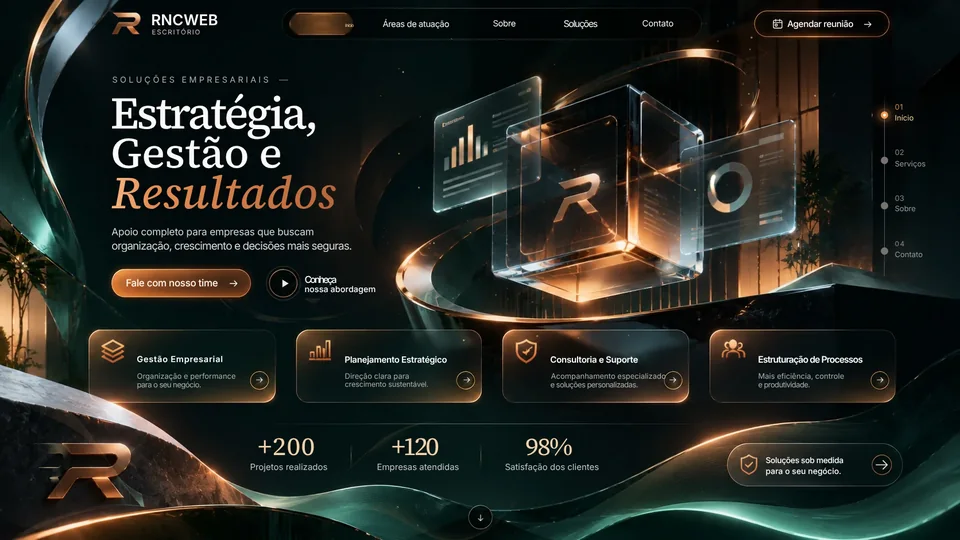 RNCWEB
ESCRITÓRIO
Áreas de atuação
Sobre
Soluções
Contato
Agendar reunião
SOLUÇÕES EMPRESARIAIS —
Estratégia,
Gestão e
Resultados
Apoio completo para empresas que buscam
organização, crescimento e decisões mais seguras.
Fale com nosso time
Conheça
nossa abordagem
R
01
Início
02
Serviços
03
Sobre
04
Contato
Gestão Empresarial
Organização e performance
para o seu negócio.
Planejamento Estratégico
Direção clara para
crescimento sustentável.
Consultoria e Suporte
Acompanhamento especializado
e soluções personalizadas.
Estruturação de Processos
Mais eficiência, controle
e produtividade.
+200
Projetos realizados
+120
Empresas atendidas
98%
Satisfação dos clientes
Soluções sob medida
para o seu negócio.
R